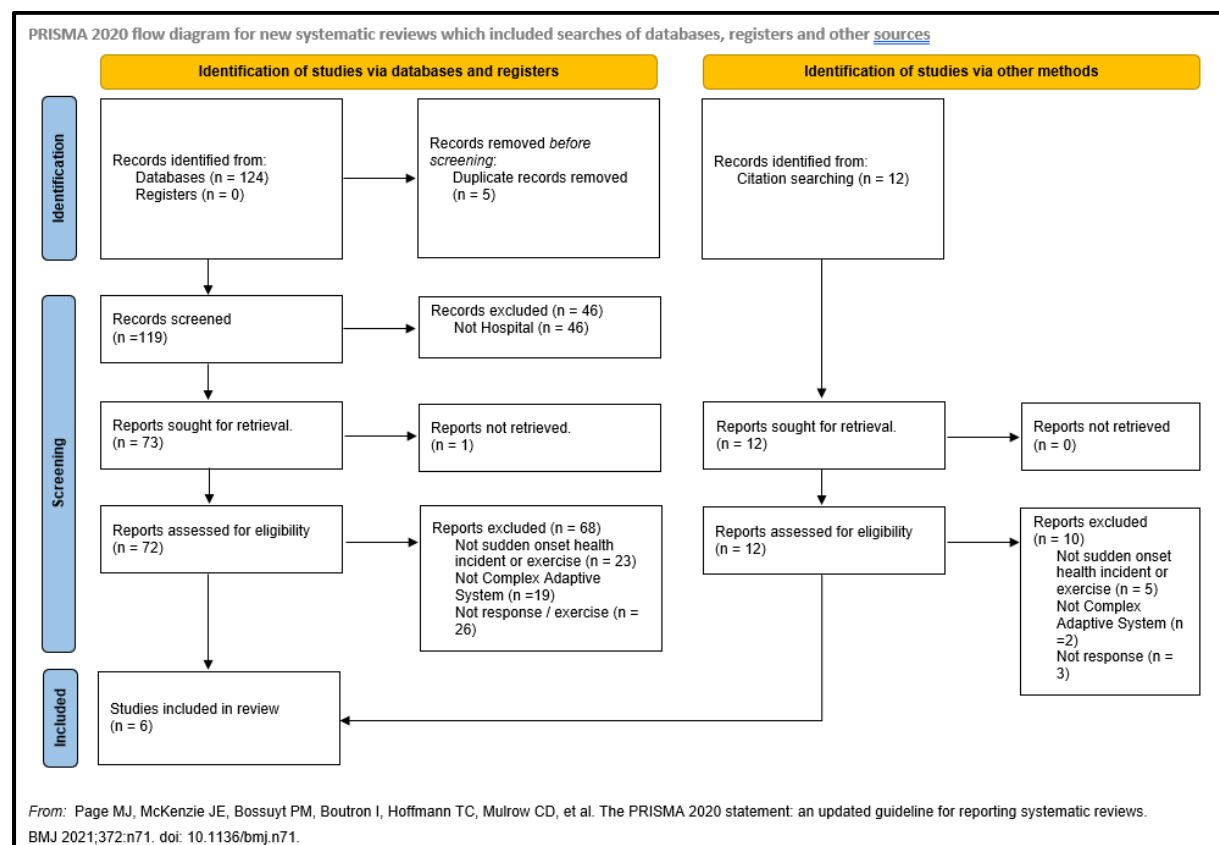 PRISMA 2020 flow diagram for new systematic reviews which included searches of databases, registers and other sources
Identification of studies via databases and registers
Identification of studies via other methods
Identification
Records identified from:
Databases (n = 124)
Registers (n = 0)
Records removed before
screening:
Duplicate records removed
(n = 5)
Records identified from:
Citation searching (n = 12)
Screening
Records screened
(n =119)
Records excluded (n = 46)
Not Hospital (n = 46)
Reports sought for retrieval.
(n = 73)
Reports not retrieved.
(n = 1)
Reports sought for retrieval.
(n = 12)
Reports not retrieved
(n = 0)
Reports assessed for eligibility
(n = 72)
Reports excluded (n = 68)
Not sudden onset health
incident or exercise (n = 23)
Not Complex Adaptive
System (n =19)
Not response / exercise (n =
26)
Reports assessed for eligibility
(n = 12)
Reports excluded
(n = 10)
Not sudden onset
health incident or
exercise (n = 5)
Not Complex
Adaptive System (n
=2)
Not response (n =
3)
Included
Studies included in review
(n = 6)
From: Page MJ, McKenzie JE, Bossuyt PM, Boutron I, Hoffmann TC, Mulrow CD, et al. The PRISMA 2020 statement: an updated guideline for reporting systematic reviews.
BMJ 2021;372:n71. doi: 10.1136/bmj.n71.